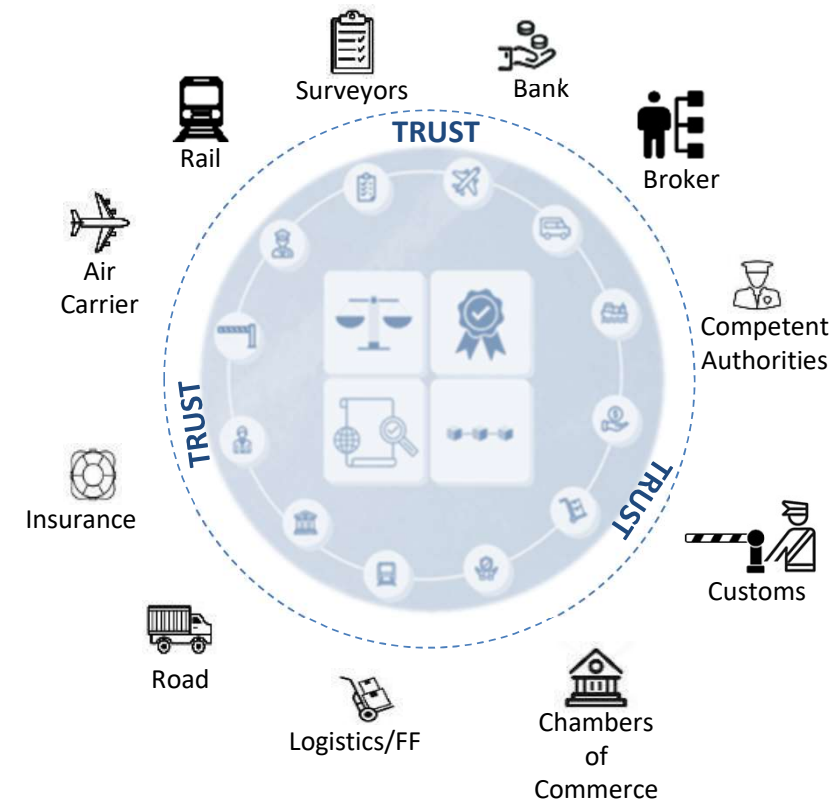 Surveyors
Bank
TRUST
Rail
Broker
Air
Carrier
Competent
Authorities
TRUST
TRUST
Insurance
Customs
Road
Logistics/FF
Chambers
of
Commerce